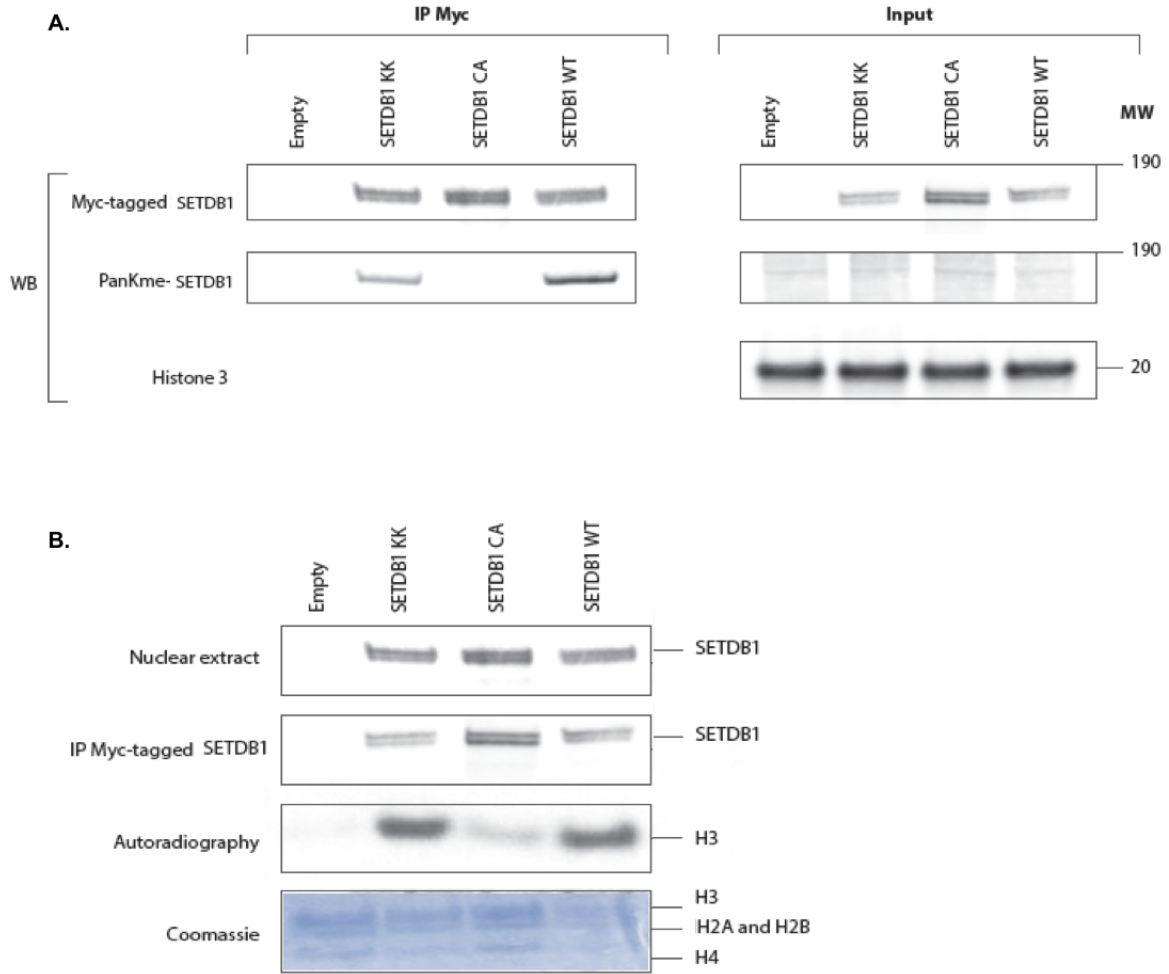 A.
IP Myc
Input
Empty
SETDB1 KK
SETDB1 CA
SETDB1 WT
Empty
SETDB1 KK
SETDB1 CA
SETDB1 WT
MW
WB
Myc-tagged SETDB1
190
PanKme- SETDB1
190
Histone 3
20
B.
Empty
SETDB1 KK
SETDB1 CA
SETDB1 WT
Nuclear extract
SETDB1
IP Myc-tagged SETDB1
SETDB1
Autoradiography
H3
Coomassie
H3
H2A and H2B
H4